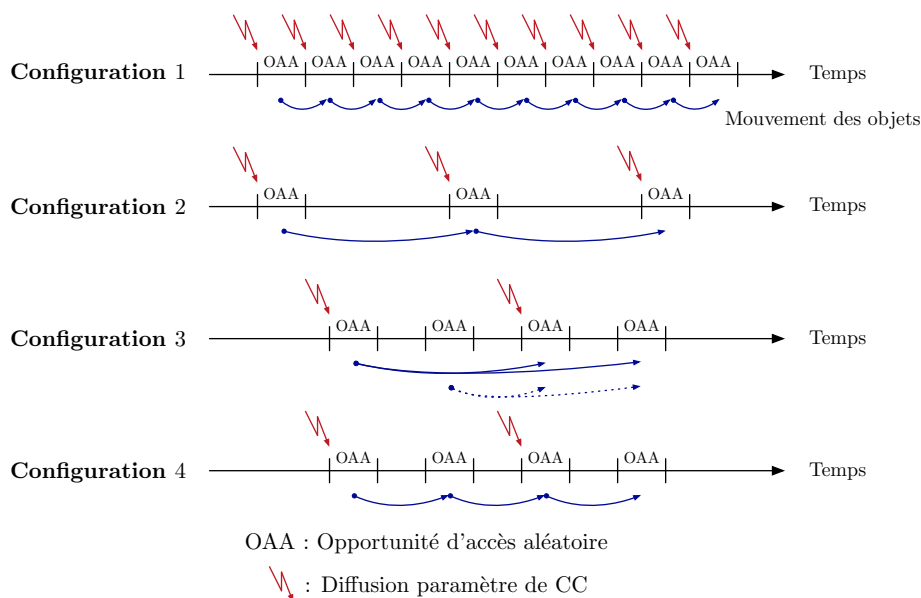 OAA OAA OAA OAA OAA OAA OAA OAA OAA OAA
Configuration 1
Temps
Mouvement des objets
OAA OAA OAA
Configuration 2
Temps
OAA OAA OAA OAA
Configuration 3
Temps
OAA OAA OAA OAA
Configuration 4
Temps
OAA : Opportunité d'accès aléatoire
: Diffusion paramètre de CC